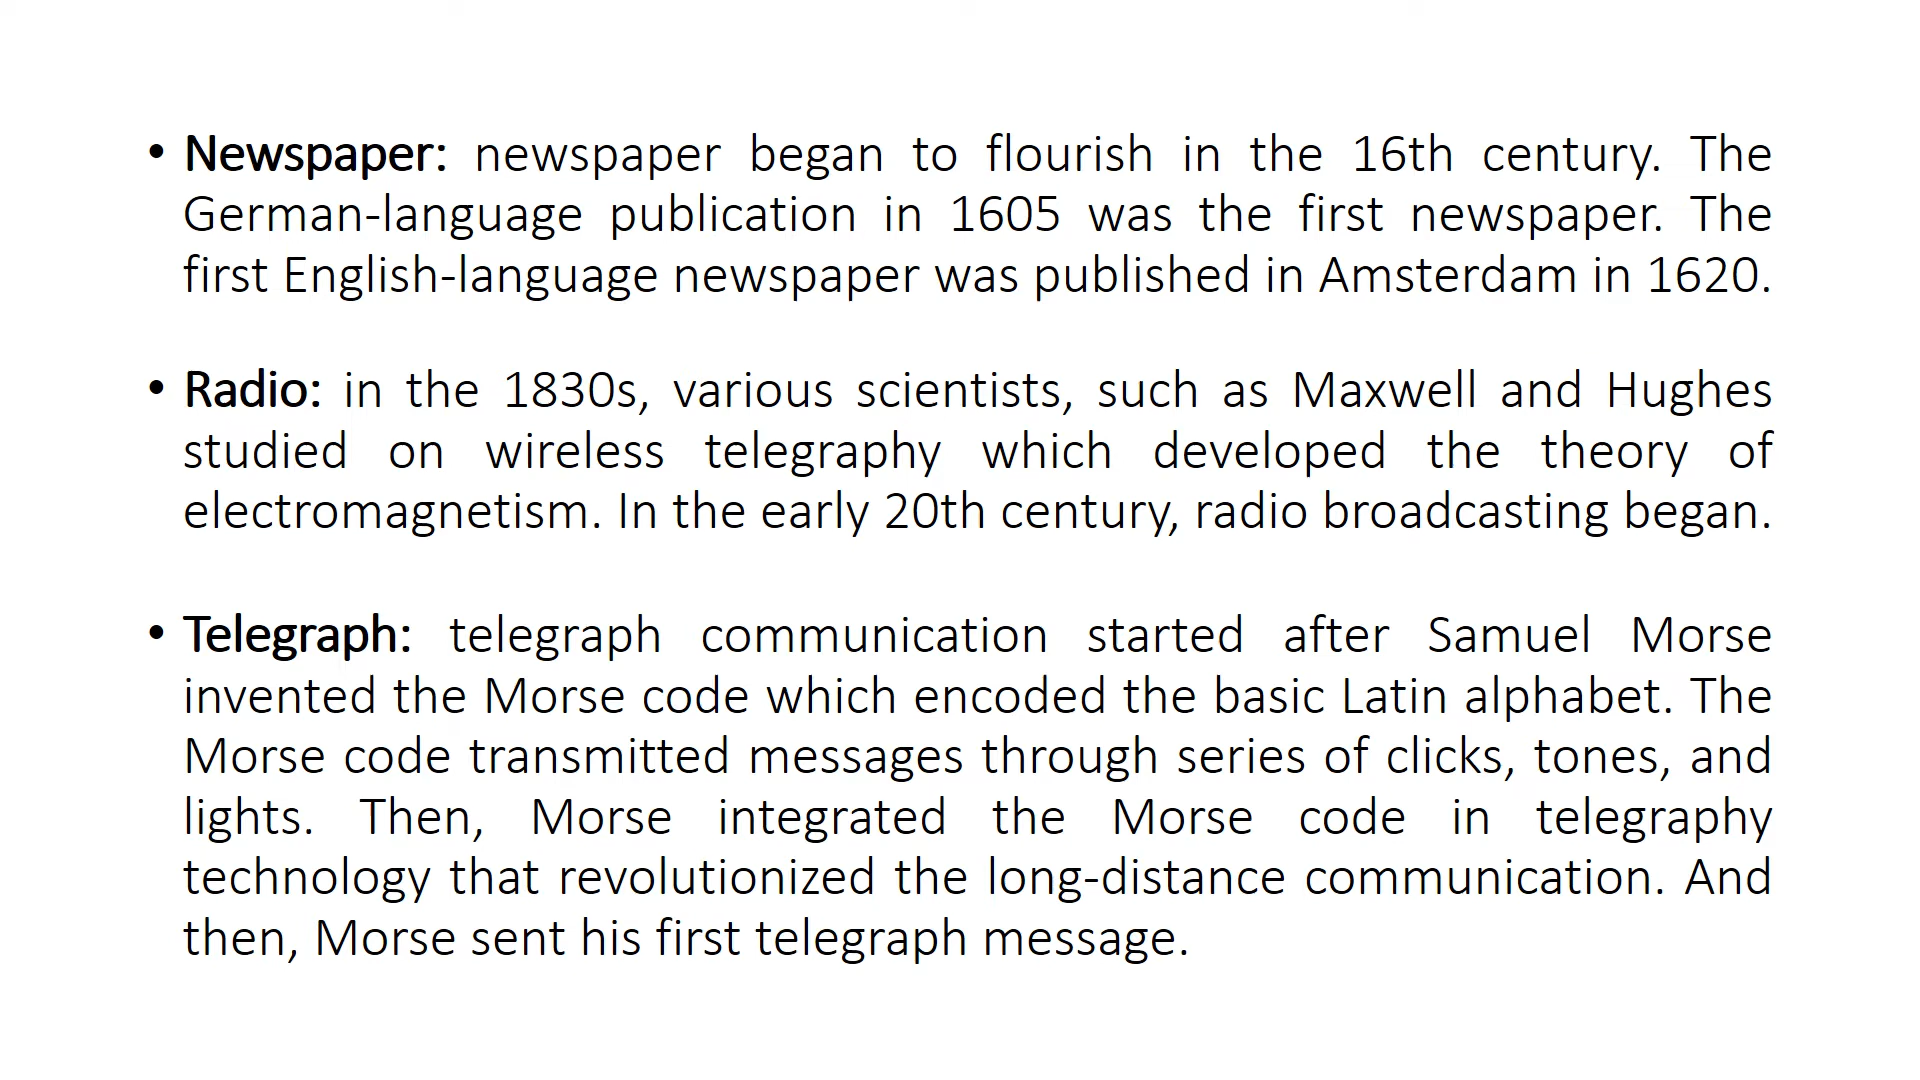 • Newspaper: newspaper began to flourish in the 16th century. The
German-language publication in 1605 was the first newspaper. The
first English-language newspaper was published in Amsterdam in 1620.
• Radio: in the 1830s, various scientists, such as Maxwell and Hughes
studied on wireless telegraphy which developed the theory of
electromagnetism. In the early 20th century, radio broadcasting began.
• Telegraph: telegraph communication started after Samuel Morse
invented the Morse code which encoded the basic Latin alphabet. The
Morse code transmitted messages through series of clicks, tones, and
lights. Then, Morse integrated the Morse code in telegraphy
technology that revolutionized the long-distance communication. And
then, Morse sent his first telegraph message.